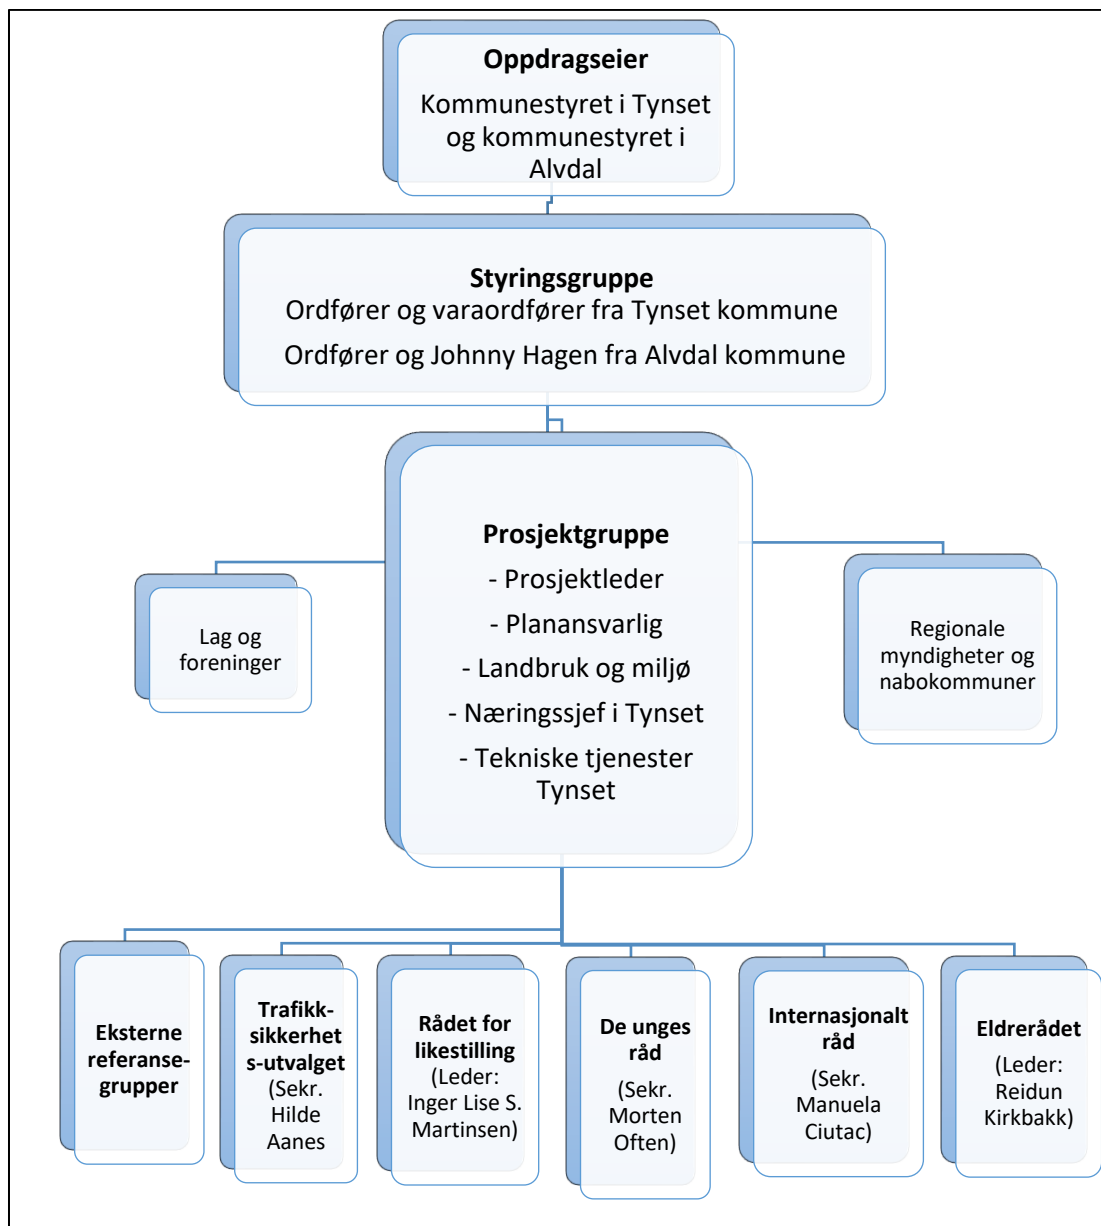 Oppdragseier
Kommunestyret i Tynset
og kommunestyret i
Alvdal
Styringsgruppe
Ordfører og varaordfører fra Tynset kommune
Ordfører og Johnny Hagen fra Alvdal kommune
Prosjektgruppe
- Prosjektleder
- Planansvarlig
- Landbruk og miljø
- Næringssjef i Tynset
- Tekniske tjenester
Tynset
Lag og
foreninger
Regionale
myndigheter og
nabokommuner
Eksterne
referanse-
grupper
Trafikk-
sikkerhet
s-utvalget
(Sekr.
Hilde
Aanes
Rådet for
likestilling
(Leder:
Inger Lise S.
Martinsen)
De unges
råd
(Sekr.
Morten
Often)
Internasjonalt
råd
(Sekr.
Manuela
Ciutac)
Eldrerådet
(Leder:
Reidun
Kirkbakk)